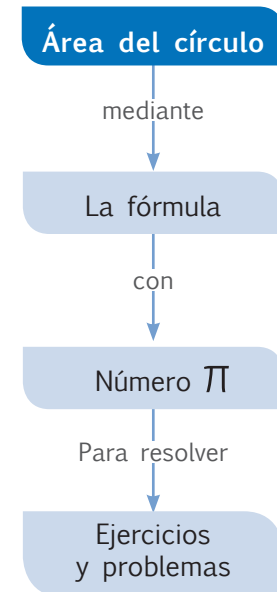 Área del círculo
mediante
La fórmula
con
Número π
Para resolver
Ejercicios
y problemas